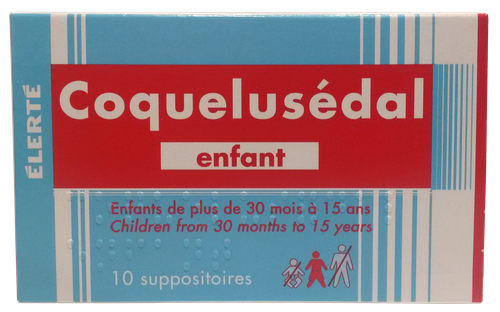 ÉLERTÉ
Coquelusédal
enfant
Enfants de plus de 30 mois à 15 ans
Children from 30 months to 15 years
10 suppositoires